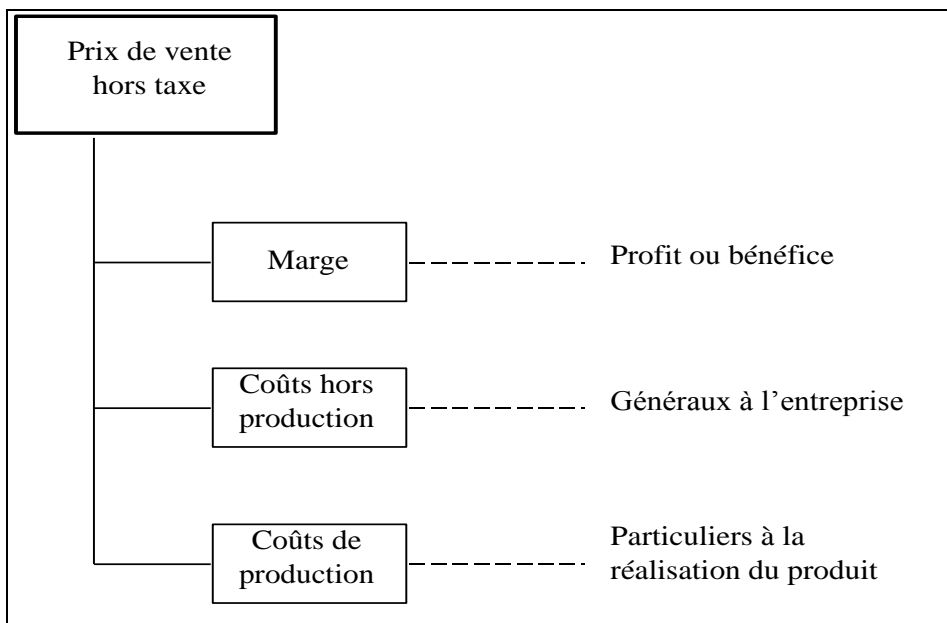 Prix de vente
hors taxe
Marge
Profit ou bénéfice
Coûts hors
production
Généraux à l’entreprise
Coûts de
production
Particuliers à la
réalisation du produit